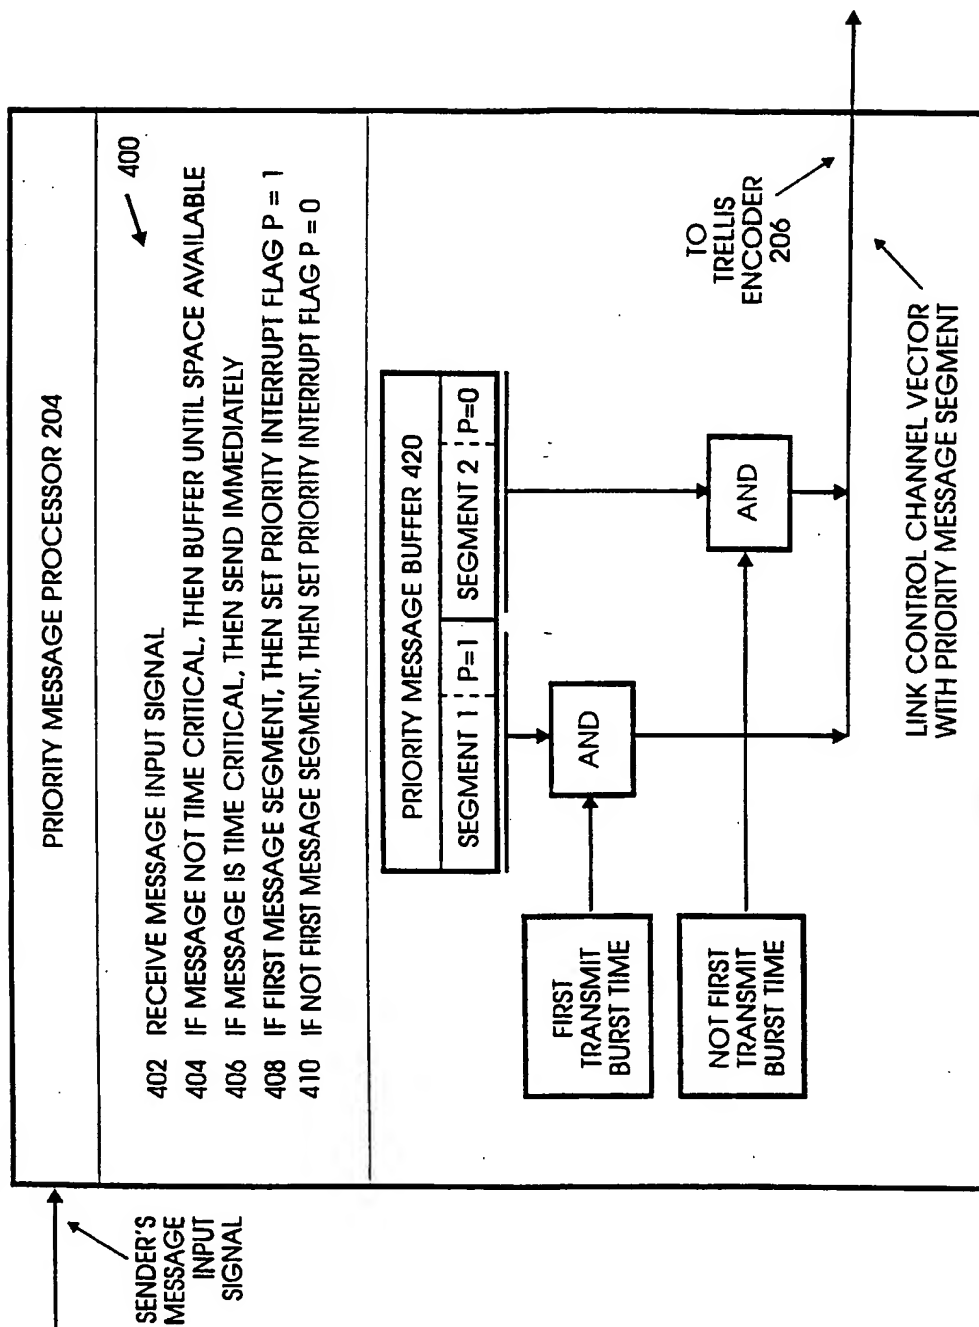 PRIORITY MESSAGE PROCESSOR 204
SENDER'S
MESSAGE
INPUT
SIGNAL
400
402 RECEIVE MESSAGE INPUT SIGNAL
404 IF MESSAGE NOT TIME CRITICAL, THEN BUFFER UNTIL SPACE AVAILABLE
406 IF MESSAGE IS TIME CRITICAL, THEN SEND IMMEDIATELY
408 IF FIRST MESSAGE SEGMENT, THEN SET PRIORITY INTERRUPT FLAG P = 1
410 IF NOT FIRST MESSAGE SEGMENT, THEN SET PRIORITY INTERRUPT FLAG P = 0
PRIORITY MESSAGE BUFFER 420
SEGMENT 1 P=1 SEGMENT 2 P=0
FIRST
TRANSMIT
BURST TIME
AND
NOT FIRST
TRANSMIT
BURST TIME
AND
TO
TRELLIS
ENCODER
206
LINK CONTROL CHANNEL VECTOR
WITH PRIORITY MESSAGE SEGMENT